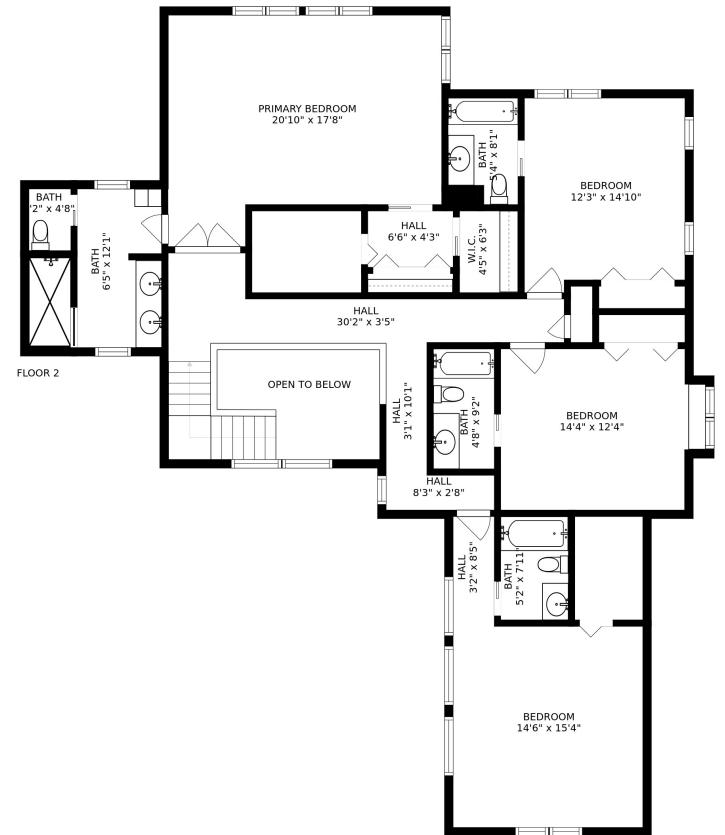 PRIMARY BEDROOM
20'10" x 17'8"
BATH
5'4" x 8'1"
BEDROOM
12'3" x 14'10"
BATH
'2" x 4'8"
BATH
6'5" x 12'1"
HALL
6'6" x 4'3"
W.I.C.
4'5" x 6'3"
HALL
30'2" x 3'5"
FLOOR 2
OPEN TO BELOW
HALL
3'1" x 10'1"
BATH
4'8" x 9'2"
BEDROOM
14'4" x 12'4"
HALL
8'3" x 2'8"
HALL
3'2" x 8'5"
BATH
5'2" x 7'11"
BEDROOM
14'6" x 15'4"